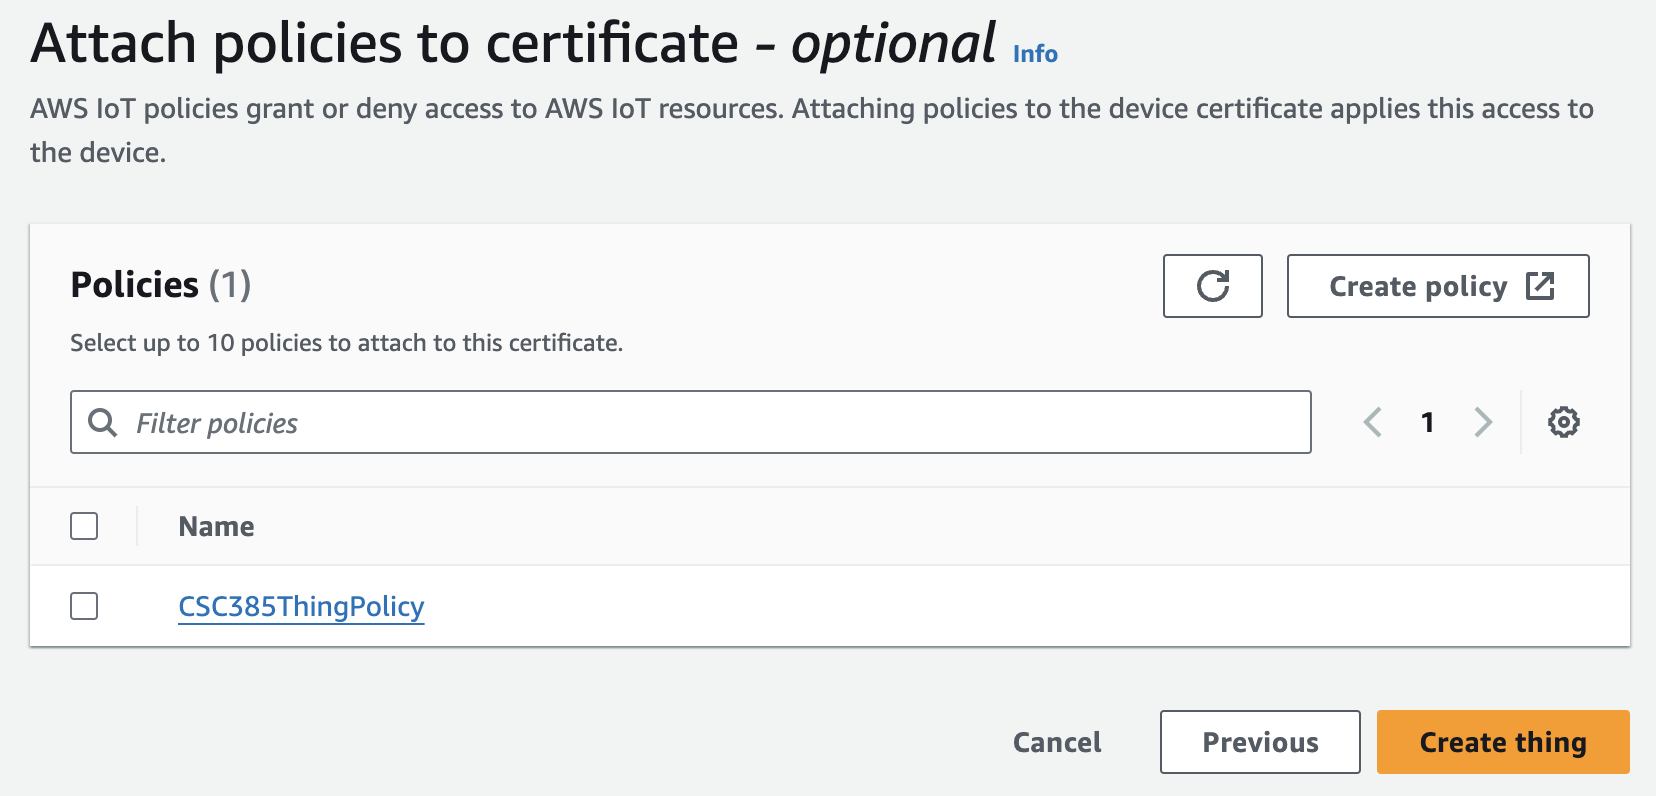 Attach policies to certificate - optional Info
AWS IoT policies grant or deny access to AWS IoT resources. Attaching policies to the device certificate applies this access to
the device.
Policies (1)
Create policy
Select up to 10 policies to attach to this certificate.
Filter policies
1
Name
CSC385ThingPolicy
Cancel
Previous
Create thing